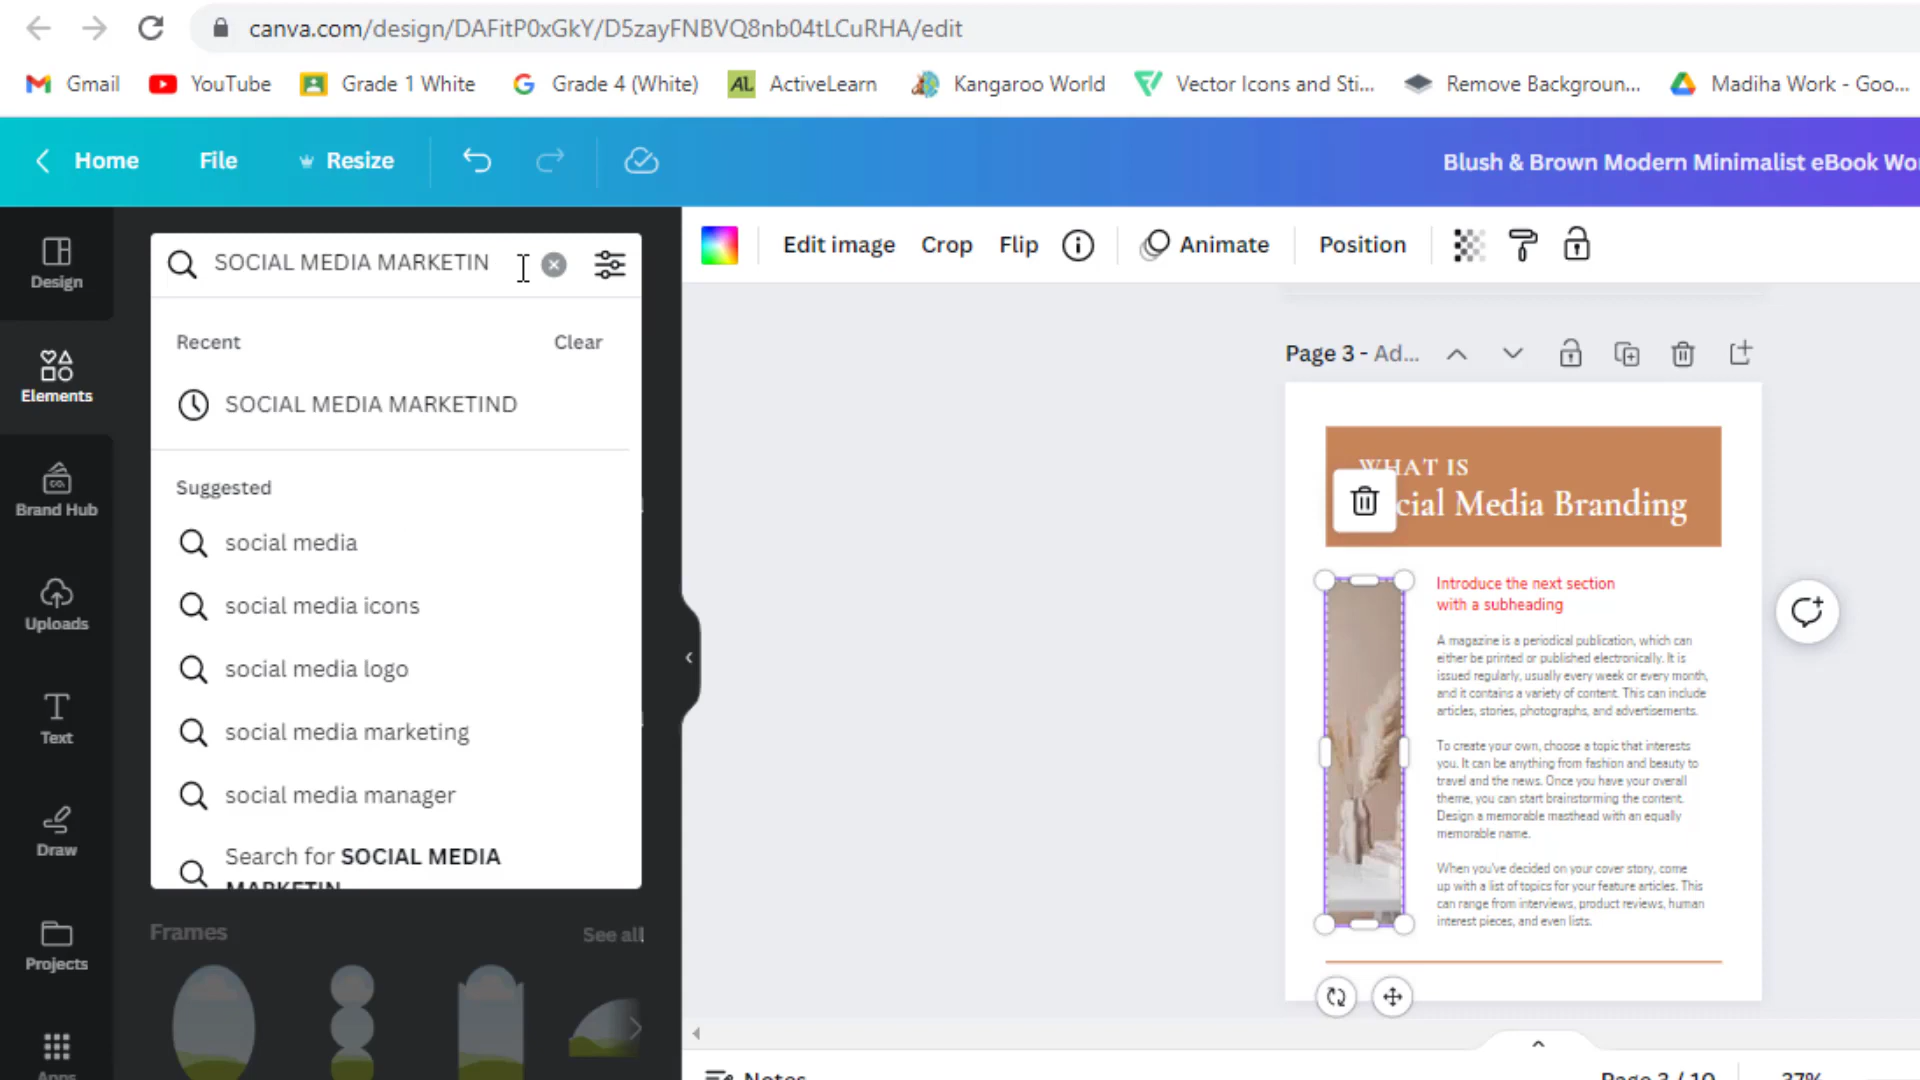 canva.com/design/DAFitP0xGkY/D5zayFNBVQ8nb04tLCuRHA/edit
Gmail YouTube Grade 1 White Grade 4 (White) ActiveLearn Kangaroo World Vector Icons and Sti... Remove Backgroun... Madiha Work - Goo...
Home File Resize Blush & Brown Modern Minimalist eBook Wor
Design
Elements
Brand Hub
Uploads
Text
Draw
Projects
Apps
SOCIAL MEDIA MARKETIN
Recent Clear
SOCIAL MEDIA MARKETIND
Suggested
social media
social media icons
social media logo
social media marketing
social media manager
Search for SOCIAL MEDIA
MARKETIN
Frames See all
Edit image Crop Flip Animate Position
Page 3 - Ad...
WHAT IS
cial Media Branding
Introduce the next section
with a subheading
A magazine is a periodical publication, which can
either be printed or published electronically. It is
issued regularly, usually every week or every month,
and it contains a variety of content. This can include
articles, stories, photographs, and advertisements.
To create your own, choose a topic that interests
you. It can be anything from fashion and beauty to
travel and the news. Once you have your overall
theme, you can start brainstorming the content.
Design a memorable masthead with an equally
memorable name.
When you've decided on your cover story, come
up with a list of topics for your feature articles. This
can range from interviews, product reviews, human
interest pieces, and even lists.
Notes Page 3 / 10 37%